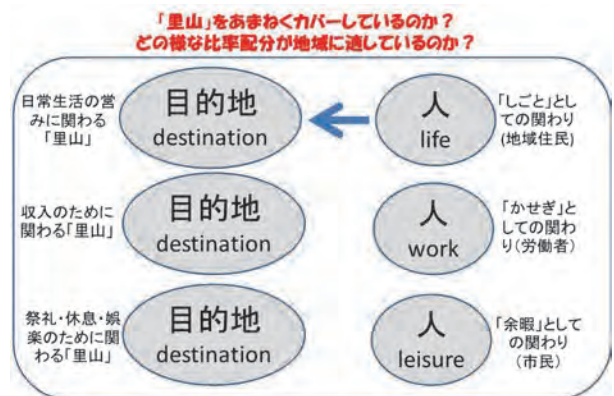 「里山」をあまねくカバーしているのか？
どの様な比率配分が地域に適しているのか？
日常生活の営
みに関わる
「里山」
目的地
destination
人
life
「しごと」とし
ての関わり
(地域住民)
収入のために
関わる「里山」
目的地
destination
人
work
「かせぎ」と
しての関わ
り(労働者)
祭礼・休息・娯
楽のために関
わる「里山」
目的地
destination
人
leisure
「余暇」として
の関わり
（市民）